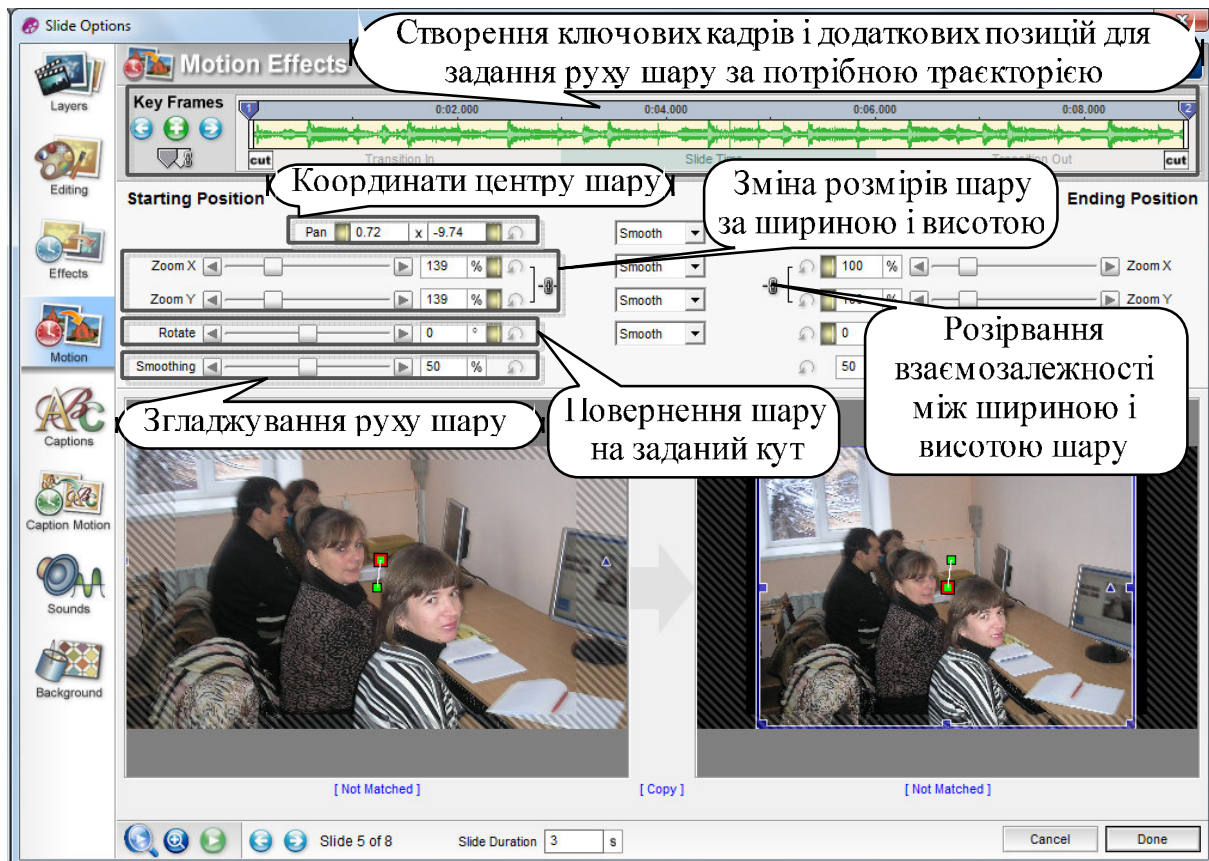 Slide Options
Створення ключових кадрів і додаткових позицій для
задання руху шару за потрібною траєкторією
Motion Effects
Layers
Editing
Effects
Motion
Captions
Caption Motion
Sounds
Background
Key Frames
1
0:02.000
0:04.000
0:06.000
0:08.000
2
cut
Transition In
Slide Time
Transition Out
cut
Координати центру шару
Зміна розмірів шару
за шириною і висотою
Starting Position
Ending Position
Pan 0.72 x -9.74
Smooth
Zoom X 139 %
Smooth
100 % Zoom X
Zoom Y 139 %
Smooth
100 % Zoom Y
Rotate 0 °
Smooth
0
Smoothing 50 %
50
Розірвання
взаємозалежності
між шириною і
висотою шару
Згладжування руху шару
Повернення шару
на заданий кут
[ Not Matched ]
[ Copy ]
[ Not Matched ]
Slide 5 of 8
Slide Duration 3 s
Cancel
Done